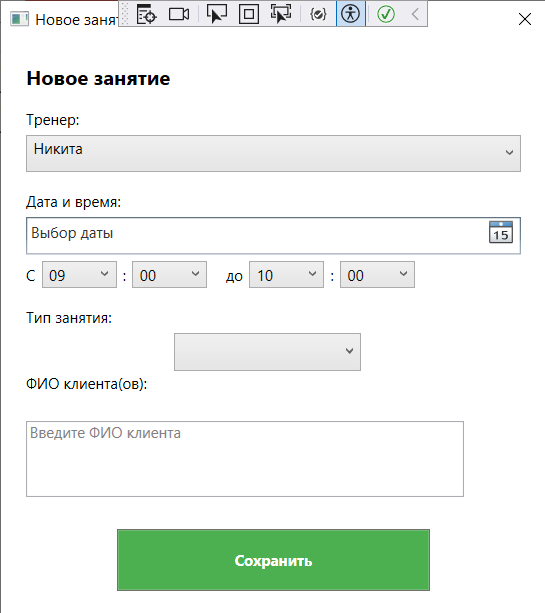 Новое заня
Новое занятие
Тренер:
Никита
Дата и время:
Выбор даты
15
С 09 : 00 до 10 : 00
Тип занятия:
ФИО клиента(ов):
Введите ФИО клиента
Сохранить